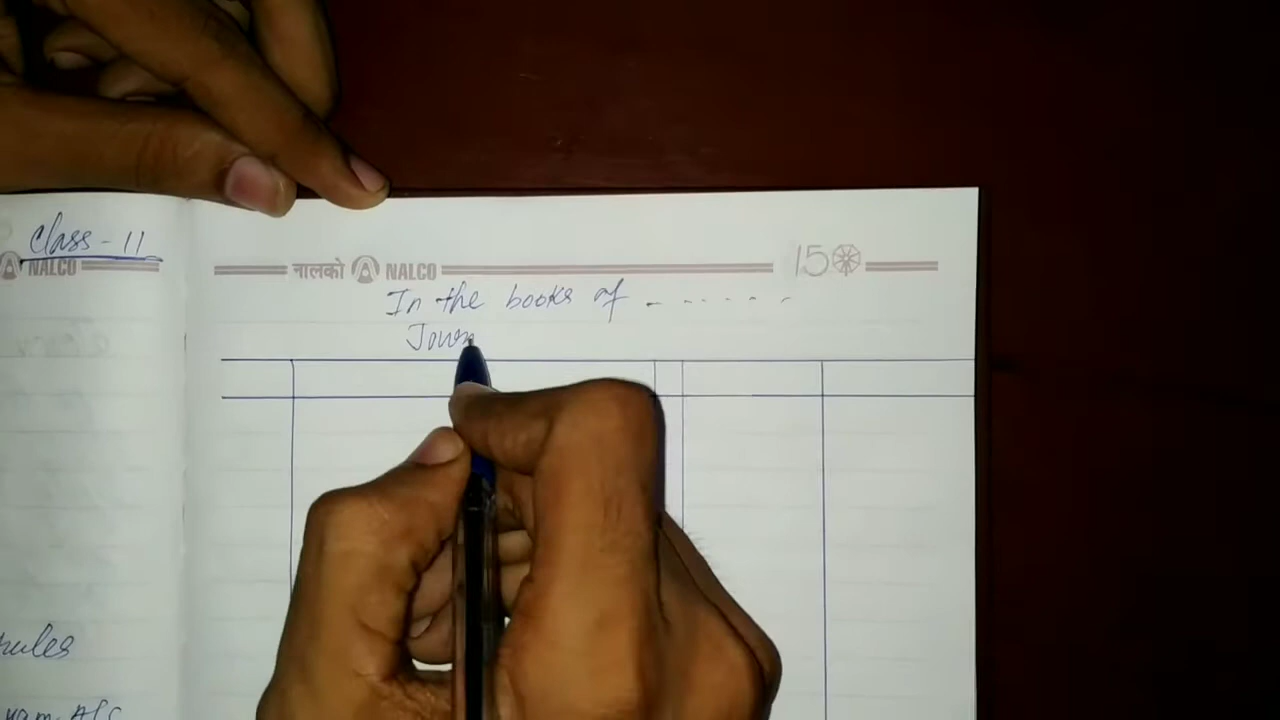 Class - 11
NALCO
नालको NALCO 150
In the books of - - - - - -
Journ
rules
A/C